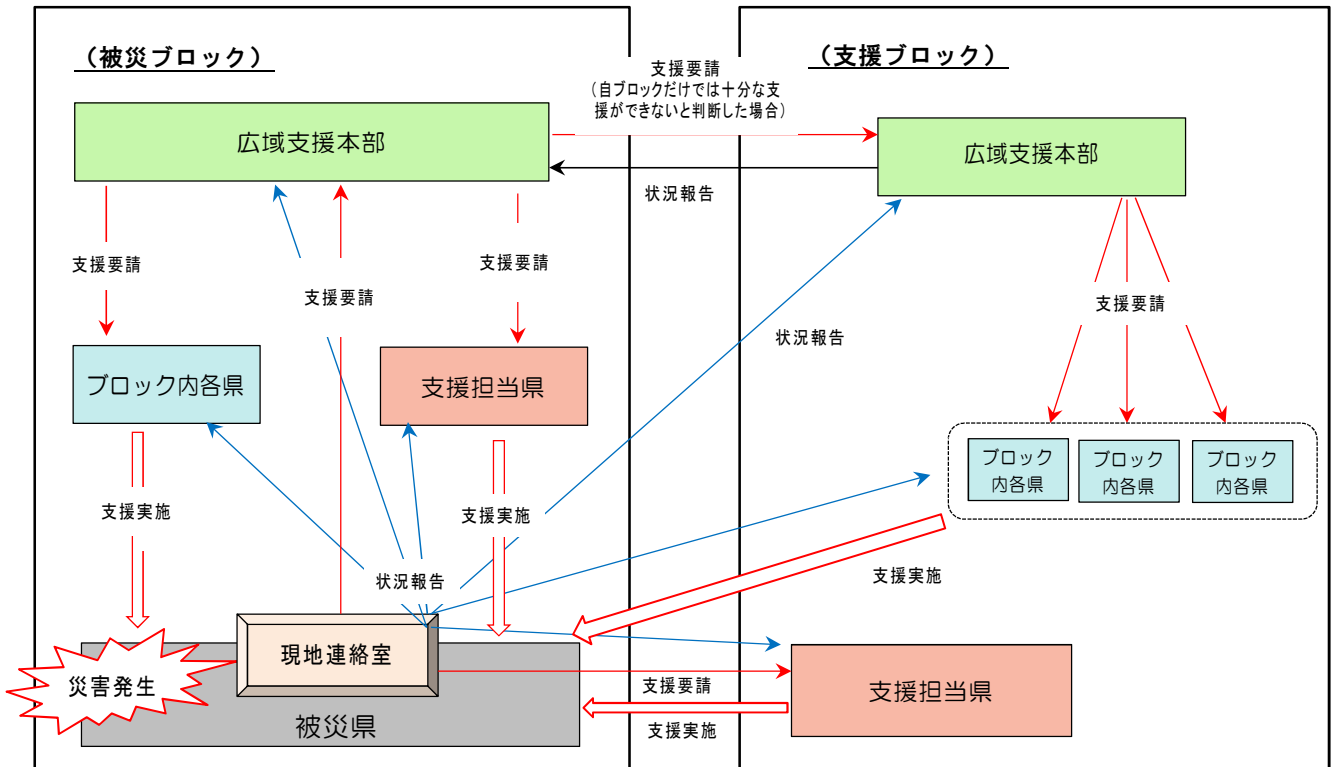 （被災ブロック）
支援要請
（自ブロックだけでは十分な支
援ができないと判断した場合）
（支援ブロック）
広域支援本部
広域支援本部
状況報告
支援要請
支援要請
支援要請
支援要請
状況報告
ブロック内各県
支援担当県
ブロック
内各県
ブロック
内各県
ブロック
内各県
支援実施
支援実施
状況報告
支援実施
現地連絡室
災害発生
被災県
支援要請
支援実施
支援担当県